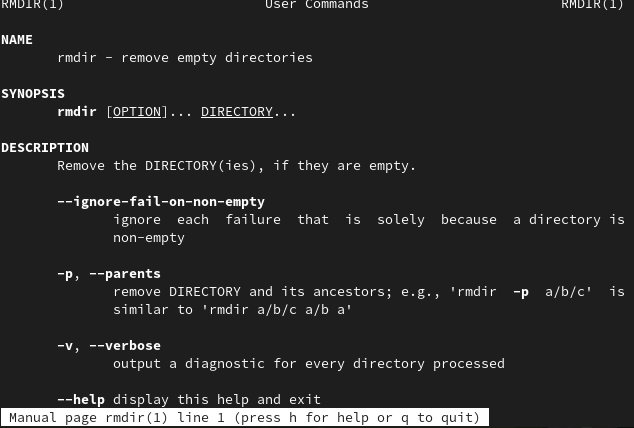 RMDIR(1) User Commands RMDIR(1)
NAME
rmdir - remove empty directories
SYNOPSIS
rmdir [OPTION]... DIRECTORY...
DESCRIPTION
Remove the DIRECTORY(ies), if they are empty.
--ignore-fail-on-non-empty
ignore each failure that is solely because a directory is
non-empty
-p, --parents
remove DIRECTORY and its ancestors; e.g., 'rmdir -p a/b/c' is
similar to 'rmdir a/b/c a/b a'
-v, --verbose
output a diagnostic for every directory processed
--help display this help and exit
Manual page rmdir(1) line 1 (press h for help or q to quit)